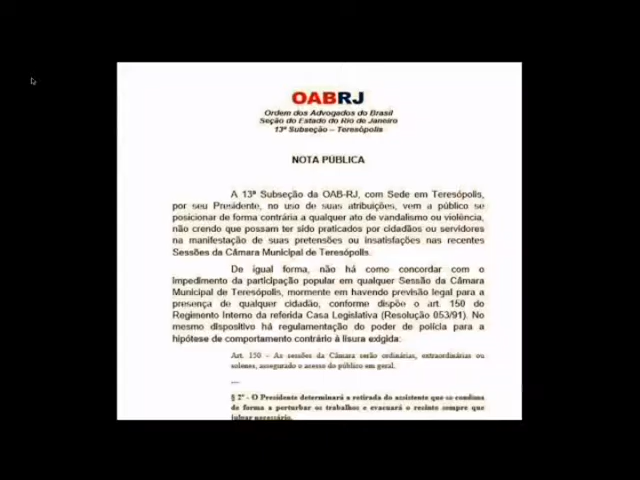 OABRJ
Ordem dos Advogados do Brasil
Seção do Estado do Rio de Janeiro
13ª Subseção – Teresópolis
NOTA PÚBLICA
A 13ª Subseção da OAB-RJ, com Sede em Teresópolis,
por seu Presidente, no uso de suas atribuições, vem a público se
posicionar de forma contrária a qualquer ato de vandalismo ou violência,
não crendo que possam ter sido praticados por cidadãos ou servidores
na manifestação de suas pretensões ou insatisfações nas recentes
Sessões da Câmara Municipal de Teresópolis.
De igual forma, não há como concordar com o
impedimento da participação popular em qualquer Sessão da Câmara
Municipal de Teresópolis, mormente em havendo previsão legal para a
presença de qualquer cidadão, conforme dispõe o art. 150 do
Regimento Interno da referida Casa Legislativa (Resolução 053/91). No
mesmo dispositivo há regulamentação do poder de polícia para a
hipótese de comportamento contrário à lisura exigida:
Art. 150 – As sessões da Câmara serão ordinárias, extraordinárias ou
solenes, assegurado o acesso do público em geral.
...
§ 2º - O Presidente determinará a retirada do assistente que se conduza
de forma a perturbar os trabalhos e evacuará o recinto sempre que
julgar necessário.